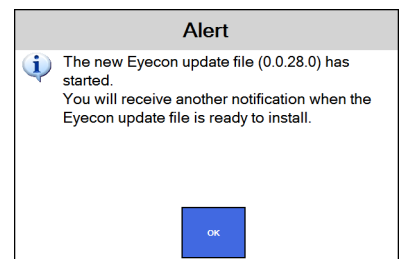 Alert
The new Eyecon update file (0.0.28.0) has
started.
You will receive another notification when the
Eyecon update file is ready to install.
OK